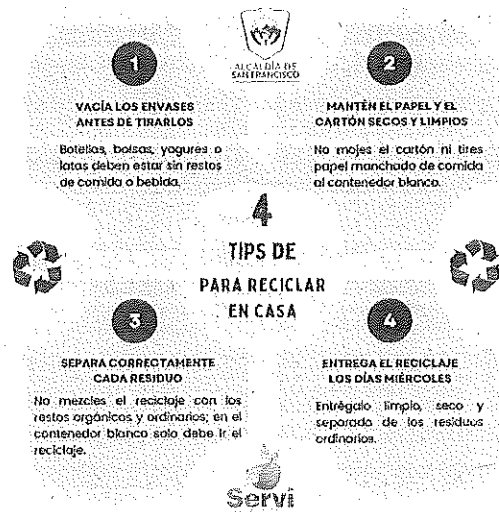 ALCALDÍA DE
SAN FRANCISCO
1
VACÍA LOS ENVASES
ANTES DE TIRARLOS
Botellas, bolsas, yogures o
latas deben estar sin restos
de comida o bebida.
2
MANTÉN EL PAPEL Y EL
CARTÓN SECOS Y LIMPIOS
No mojes el cartón ni tires
papel manchado de comida
al contenedor blanco.
4
TIPS DE
PARA RECICLAR
EN CASA
3
SEPARA CORRECTAMENTE
CADA RESIDUO
No mezcles el reciclaje con los
restos orgánicos y ordinarios; en el
contenedor blanco solo debe ir el
reciclaje.
4
ENTREGA EL RECICLAJE
LOS DÍAS MIÉRCOLES
Entrégalo limpio, seco y
separado de los residuos
ordinarios.
Servi